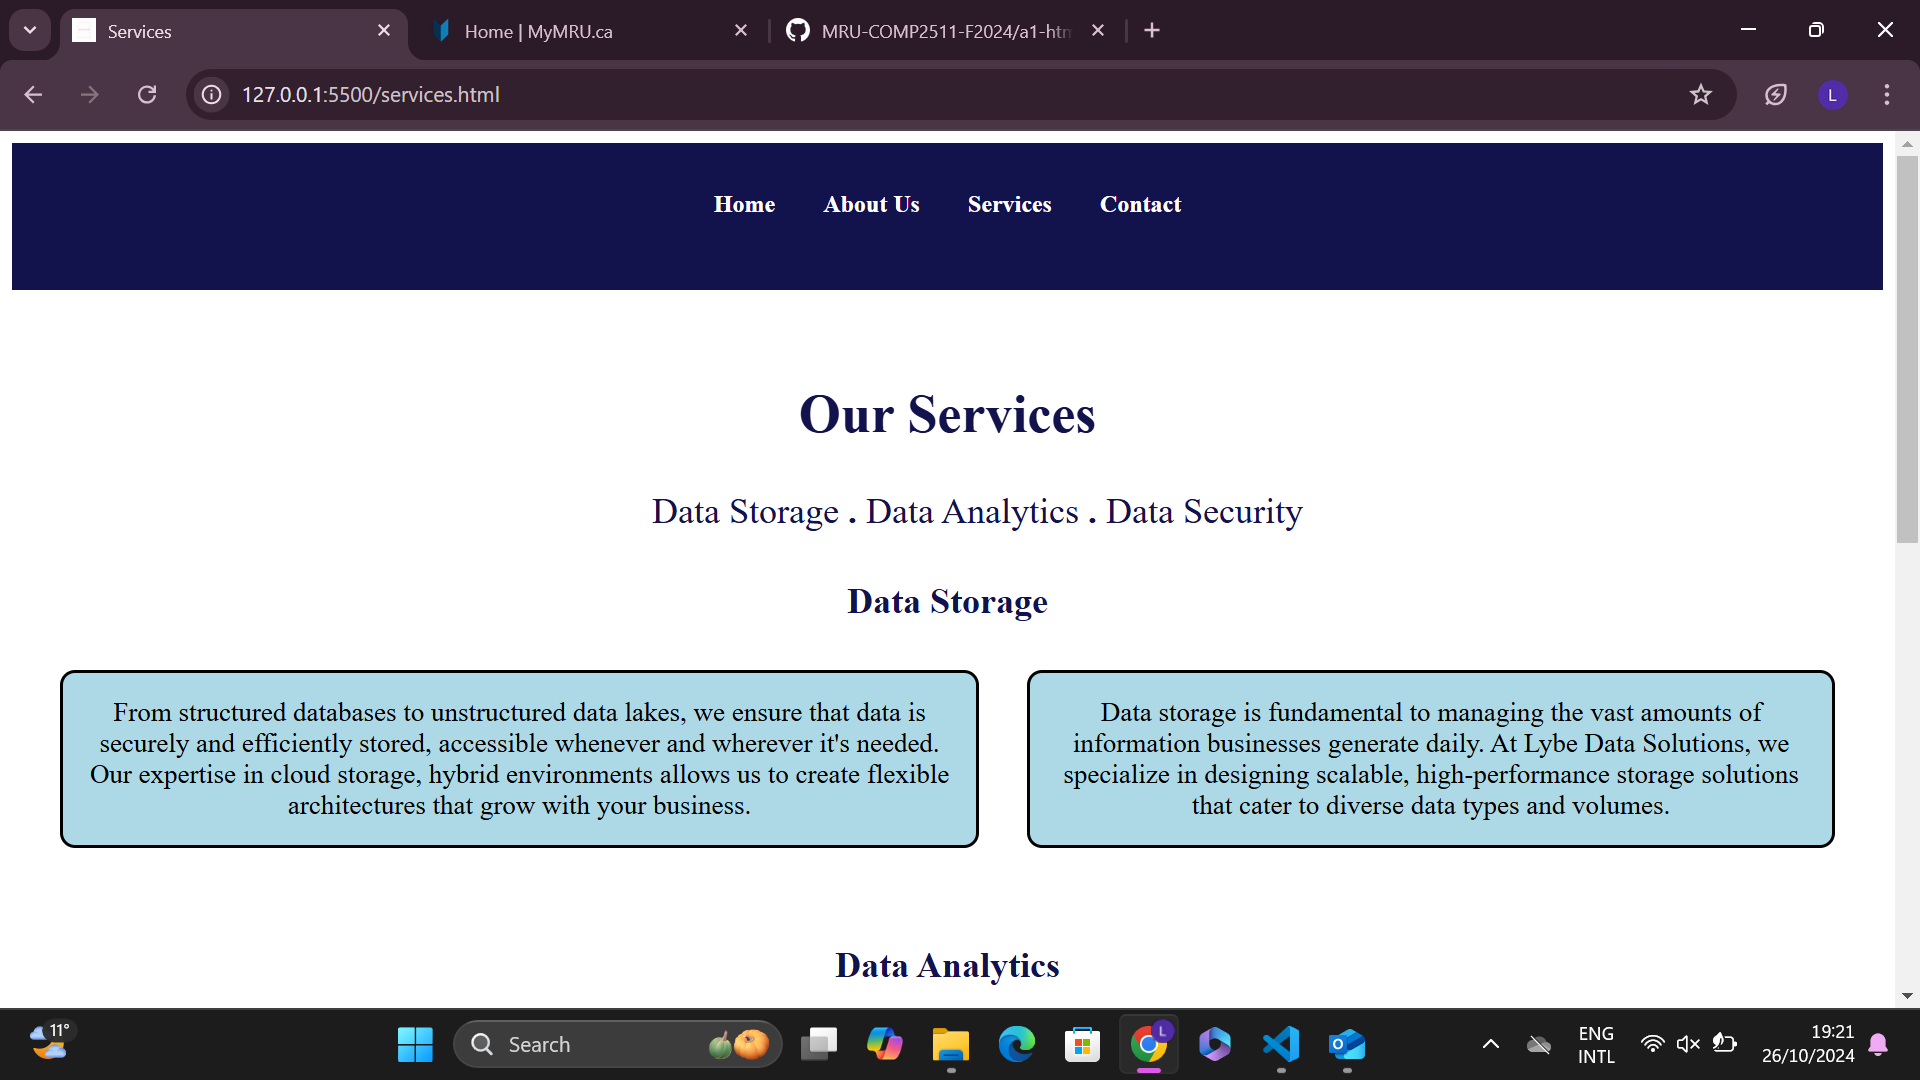 Services
Home | MyMRU.ca
MRU-COMP2511-F2024/a1-htm
127.0.0.1:5500/services.html
L
Home About Us Services Contact
Our Services
Data Storage . Data Analytics . Data Security
Data Storage
From structured databases to unstructured data lakes, we ensure that data is
securely and efficiently stored, accessible whenever and wherever it's needed.
Our expertise in cloud storage, hybrid environments allows us to create flexible
architectures that grow with your business.
Data storage is fundamental to managing the vast amounts of
information businesses generate daily. At Lybe Data Solutions, we
specialize in designing scalable, high-performance storage solutions
that cater to diverse data types and volumes.
Data Analytics
11°
Search
L
ENG
INTL
19:21
26/10/2024